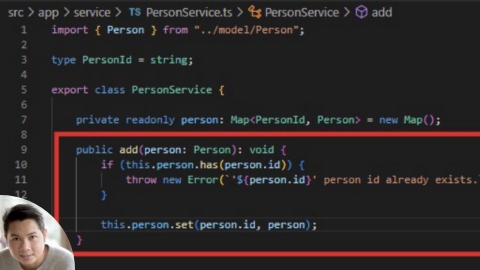 src > app > service > TS PersonService.ts > PersonService > add
1 import { Person } from "../model/Person";
2
3 type PersonId = string;
4
5 export class PersonService {
6
7 private readonly person: Map<PersonId, Person> = new Map();
8
9 public add(person: Person): void {
10 if (this.person.has(person.id)) {
11 throw new Error(`'${person.id}' person id already exists.`
12 }
this.person.set(person.id, person);
}